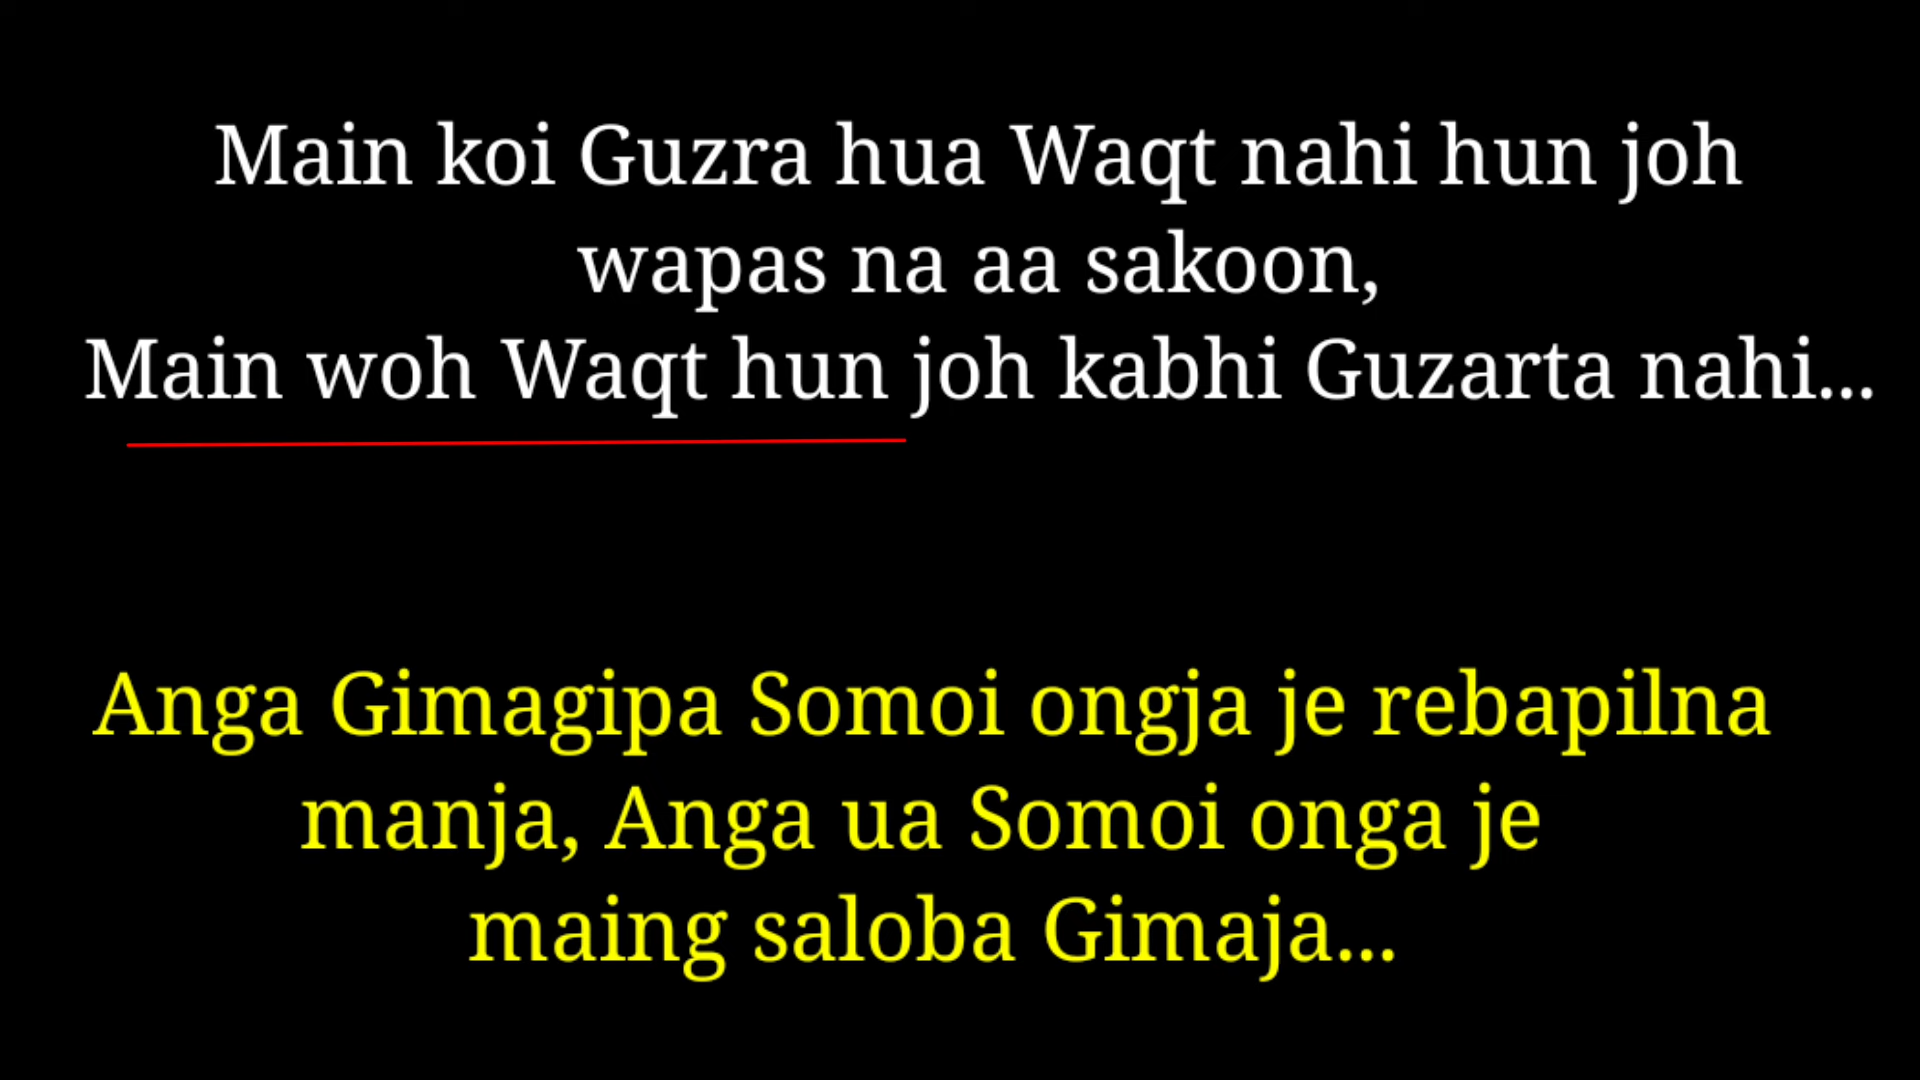 Main koi Guzra hua Waqt nahi hun joh
wapas na aa sakoon,
Main woh Waqt hun joh kabhi Guzarta nahi...
Anga Gimagipa Somoi ongja je rebapilna
manja, Anga ua Somoi onga je
maing saloba Gimaja...